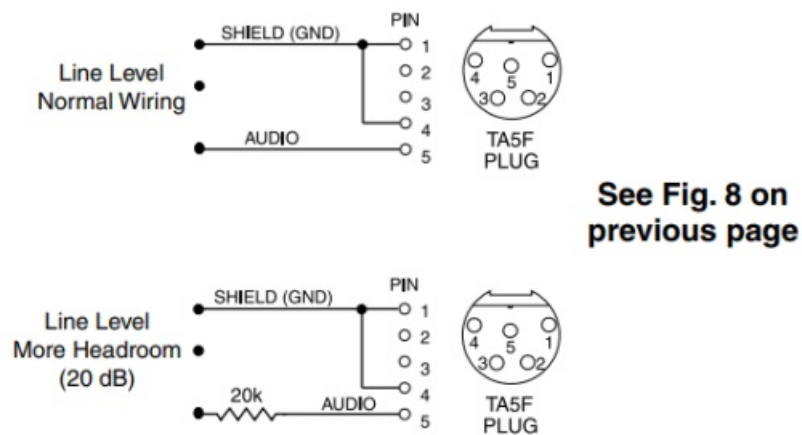 PIN
SHIELD (GND)
1
2
3
4
AUDIO
5
Line Level
Normal Wiring
4
5
1
3
2
TA5F
PLUG
See Fig. 8 on
previous page
PIN
SHIELD (GND)
1
2
3
4
20k
AUDIO
5
Line Level
More Headroom
(20 dB)
4
5
1
3
2
TA5F
PLUG